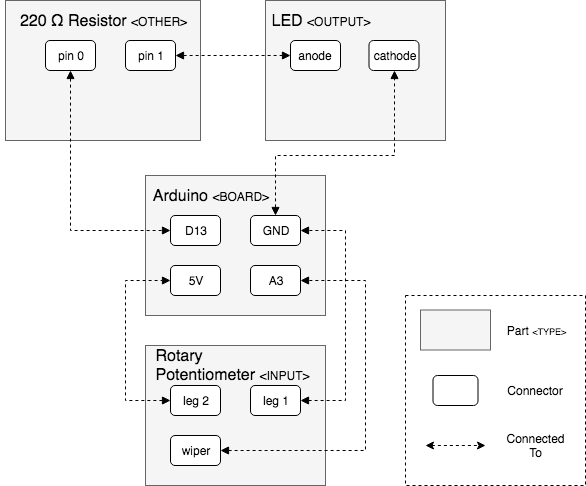 220 Ω Resistor <OTHER>
LED <OUTPUT>
pin 0
pin 1
anode
cathode
Arduino <BOARD>
D13
GND
5V
A3
Rotary
Potentiometer <INPUT>
leg 2
leg 1
wiper
Part <TYPE>
Connector
Connected
To